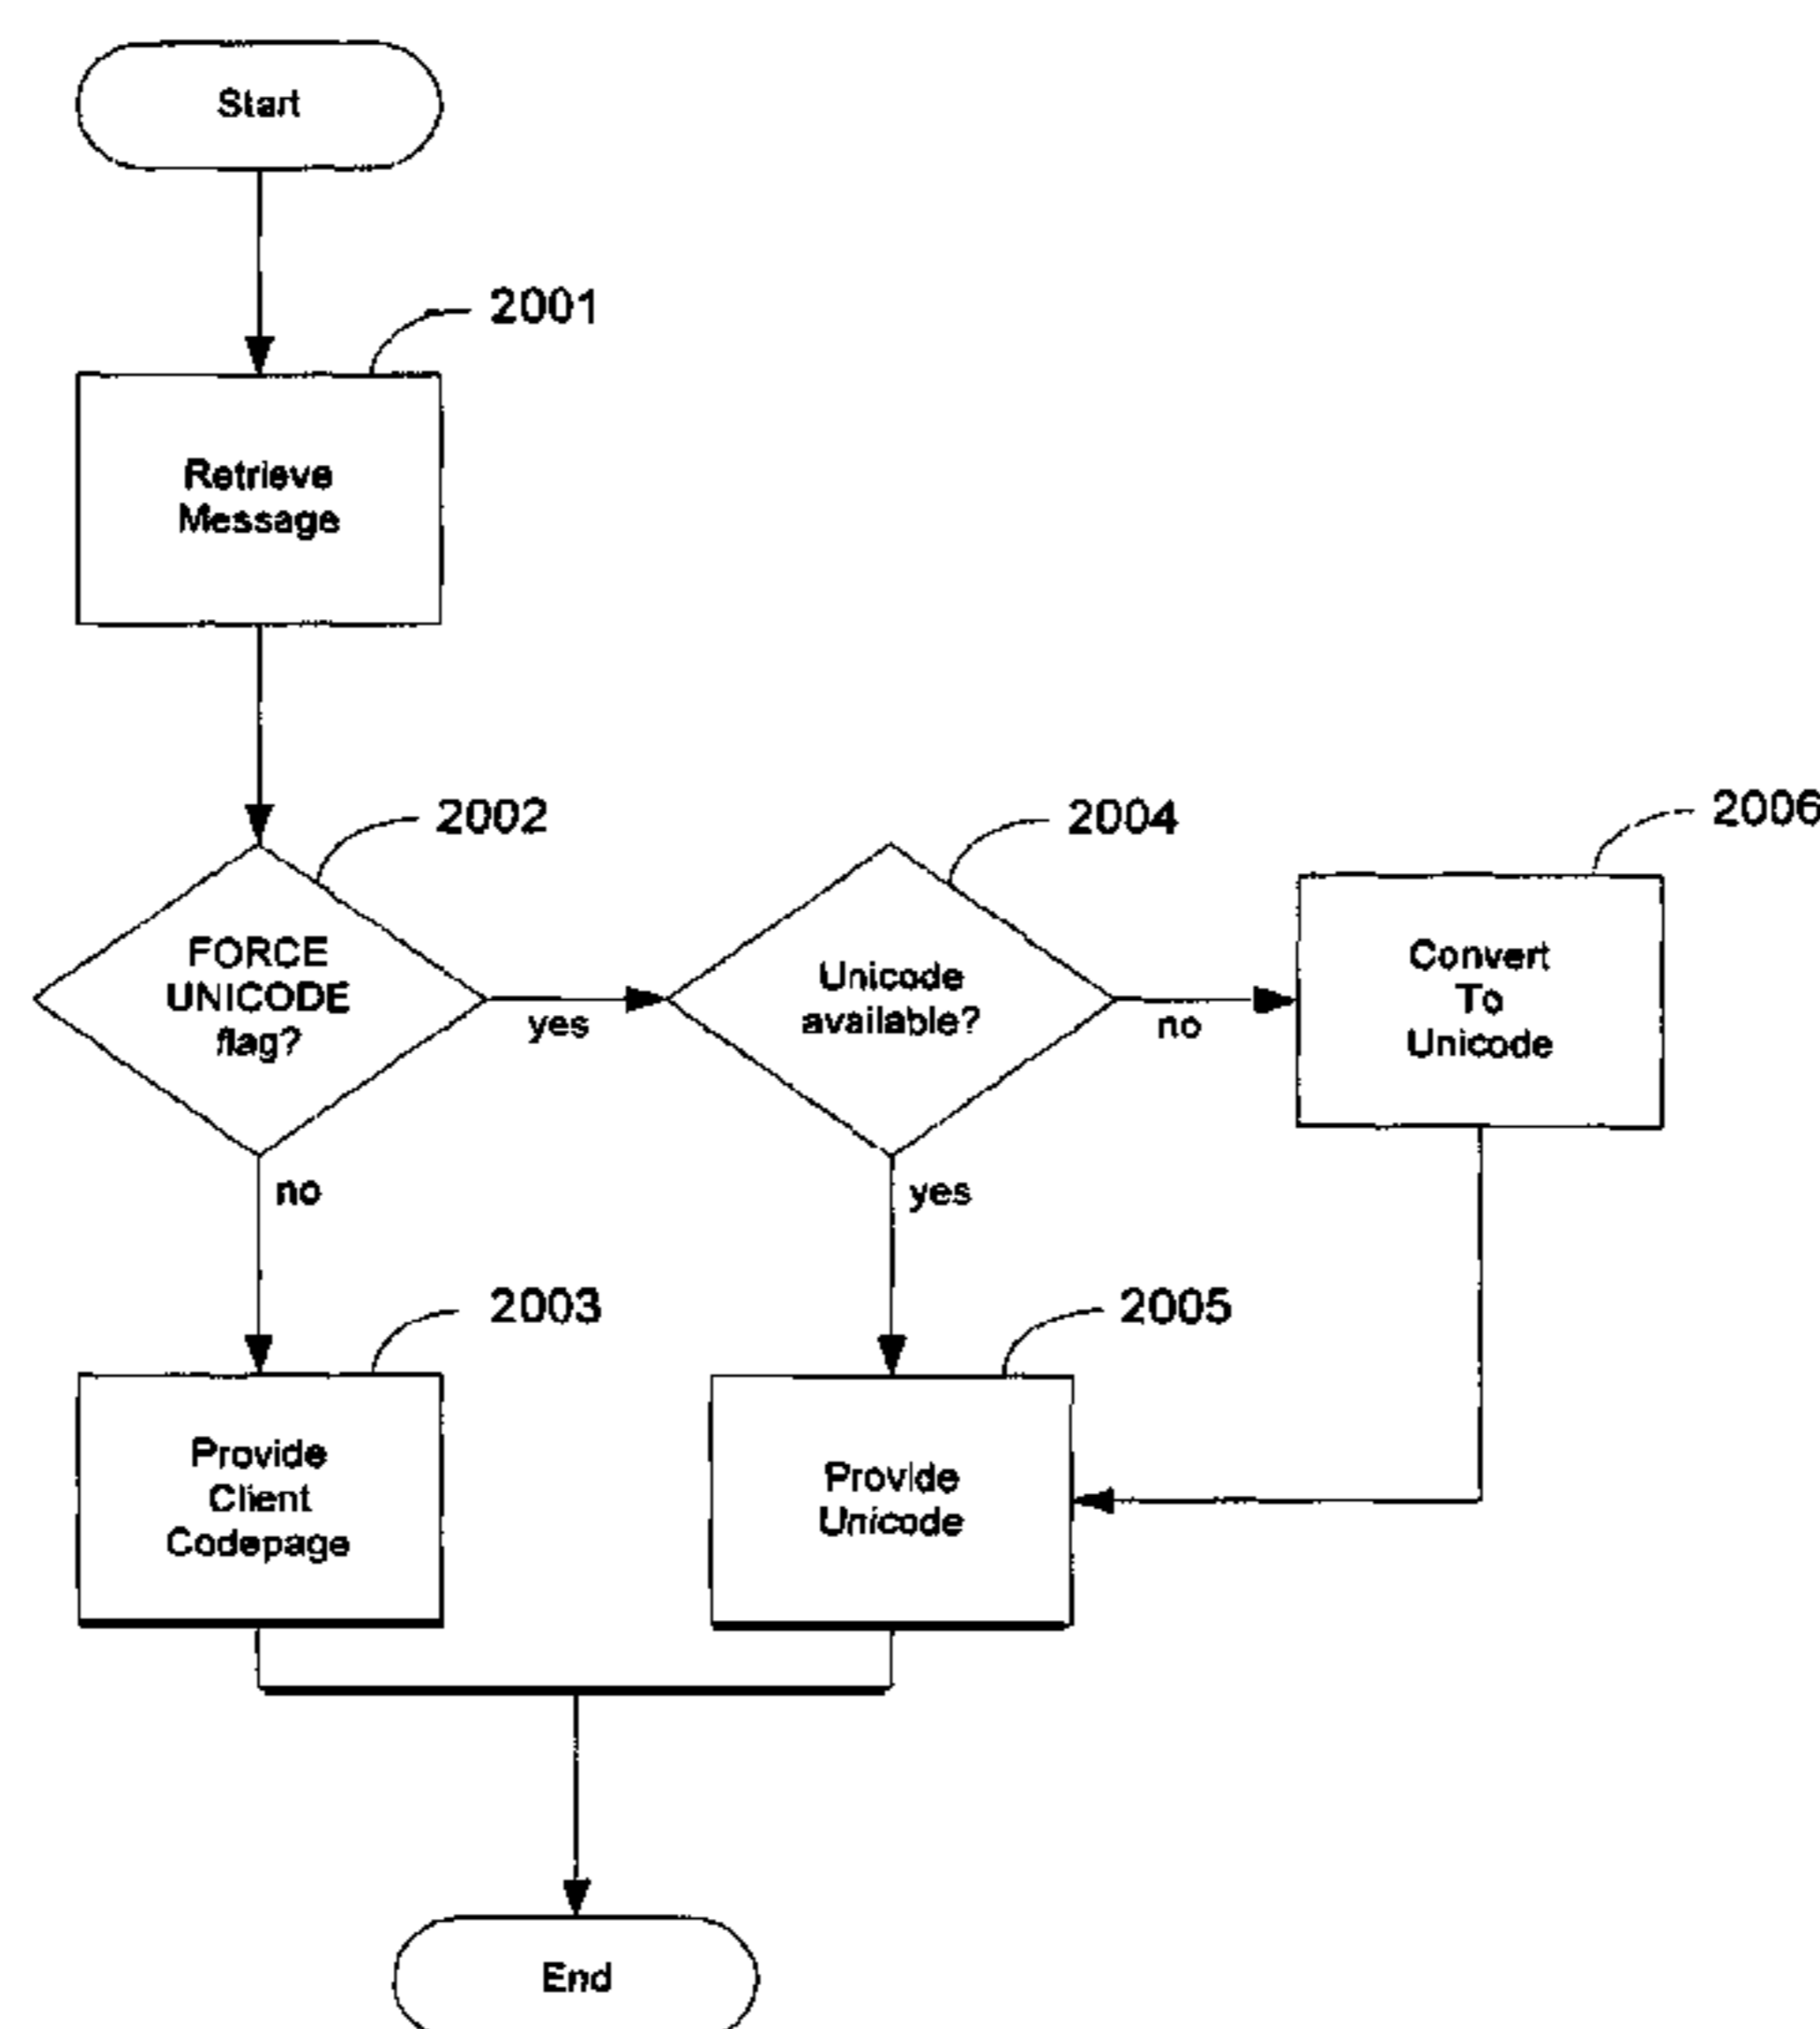 Start
2001
Retrieve
Message
2002
2004
2006
FORCE
UNICODE
flag?
yes
Unicode
available?
no
Convert
To
Unicode
no
yes
2003
2005
Provide
Client
Codepage
Provide
Unicode
End